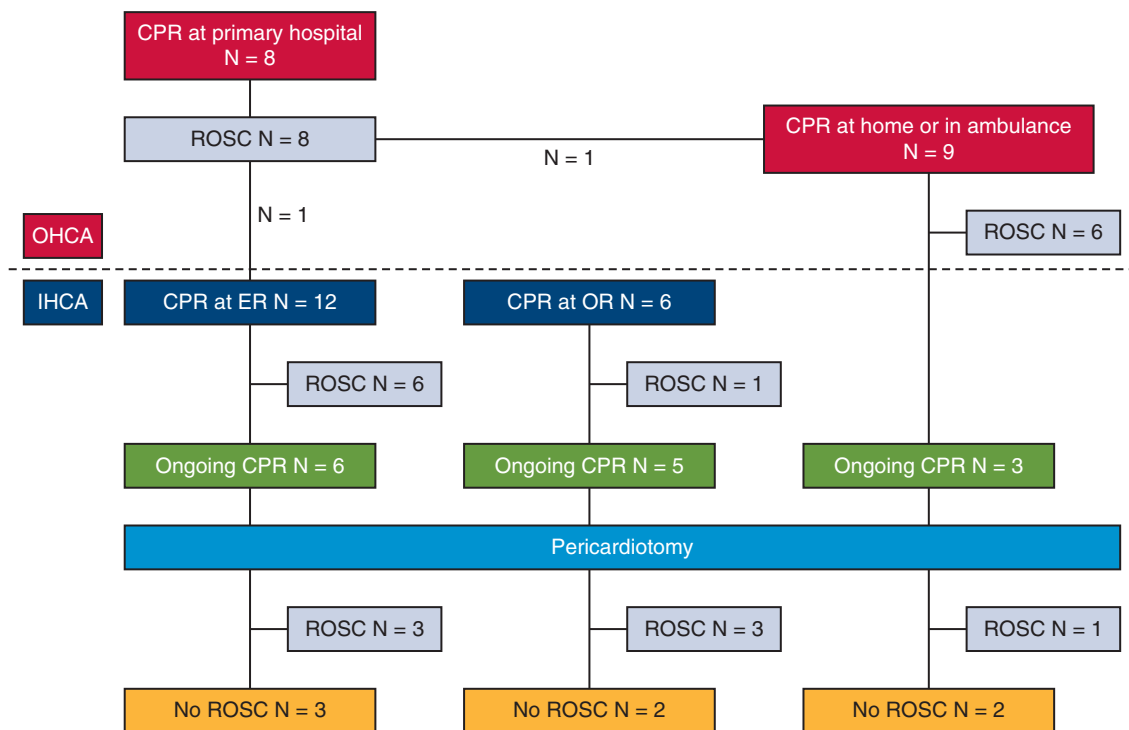 CPR at primary hospital
N = 8
ROSC N = 8
CPR at home or in ambulance
N = 9
N = 1
N = 1
OHCA
ROSC N = 6
IHCA
CPR at ER N = 12
CPR at OR N = 6
ROSC N = 6
ROSC N = 1
Ongoing CPR N = 6
Ongoing CPR N = 5
Ongoing CPR N = 3
Pericardiotomy
ROSC N = 3
ROSC N = 3
ROSC N = 1
No ROSC N = 3
No ROSC N = 2
No ROSC N = 2